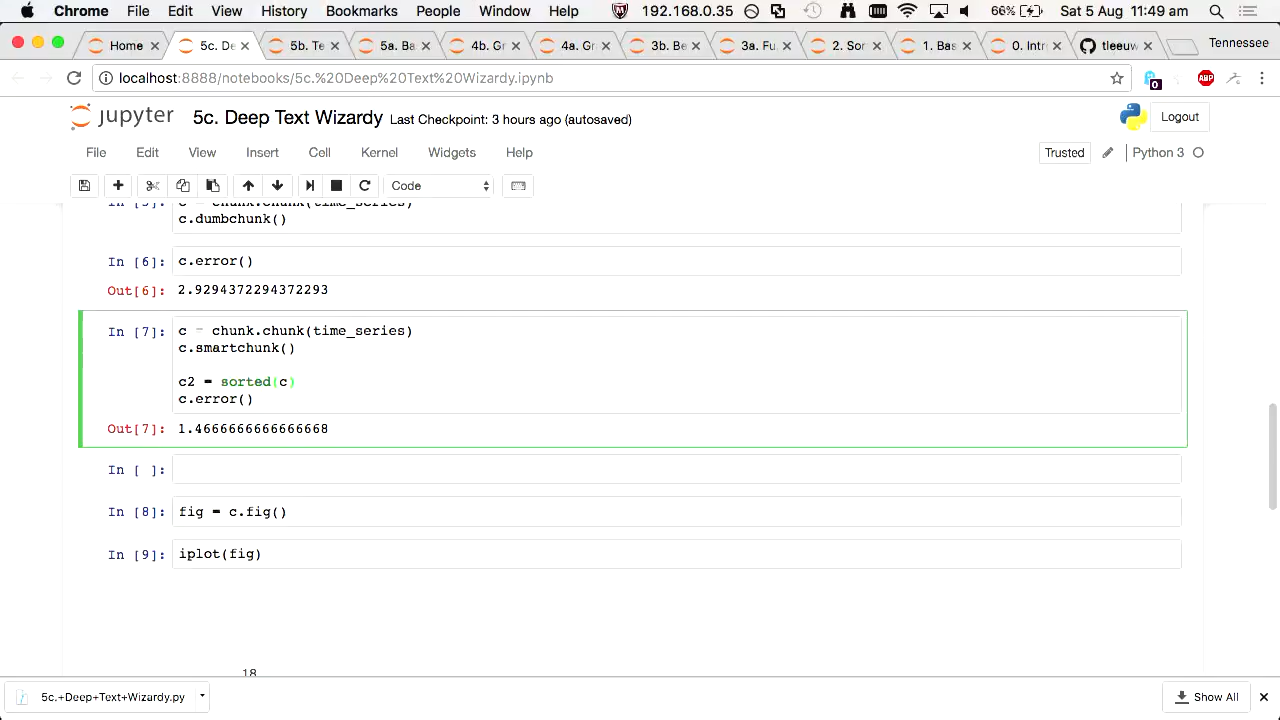 Chrome File Edit View History Bookmarks People Window Help 192.168.0.35 66% Sat 5 Aug 11:49 am
Home 5c. De 5b. Te 5a. Ba 4b. Gr 4a. Gr 3b. Be 3a. Fu 2. Sor 1. Bas 0. Intr tleeuw Tennessee
localhost:8888/notebooks/5c.%20Deep%20Text%20Wizardy.ipynb 0 ABP
jupyter 5c. Deep Text Wizardy Last Checkpoint: 3 hours ago (autosaved) Logout
File Edit View Insert Cell Kernel Widgets Help Trusted Python 3
Code
c = chunk.chunk(time_series)
c.dumbchunk()
In [6]: c.error()
Out[6]: 2.9294372294372293
In [7]: c = chunk.chunk(time_series)
c.smartchunk()
c2 = sorted(c)
c.error()
Out[7]: 1.4666666666666668
In [ ]:
In [8]: fig = c.fig()
In [9]: iplot(fig)
18
5c.+Deep+Text+Wizardy.py Show All